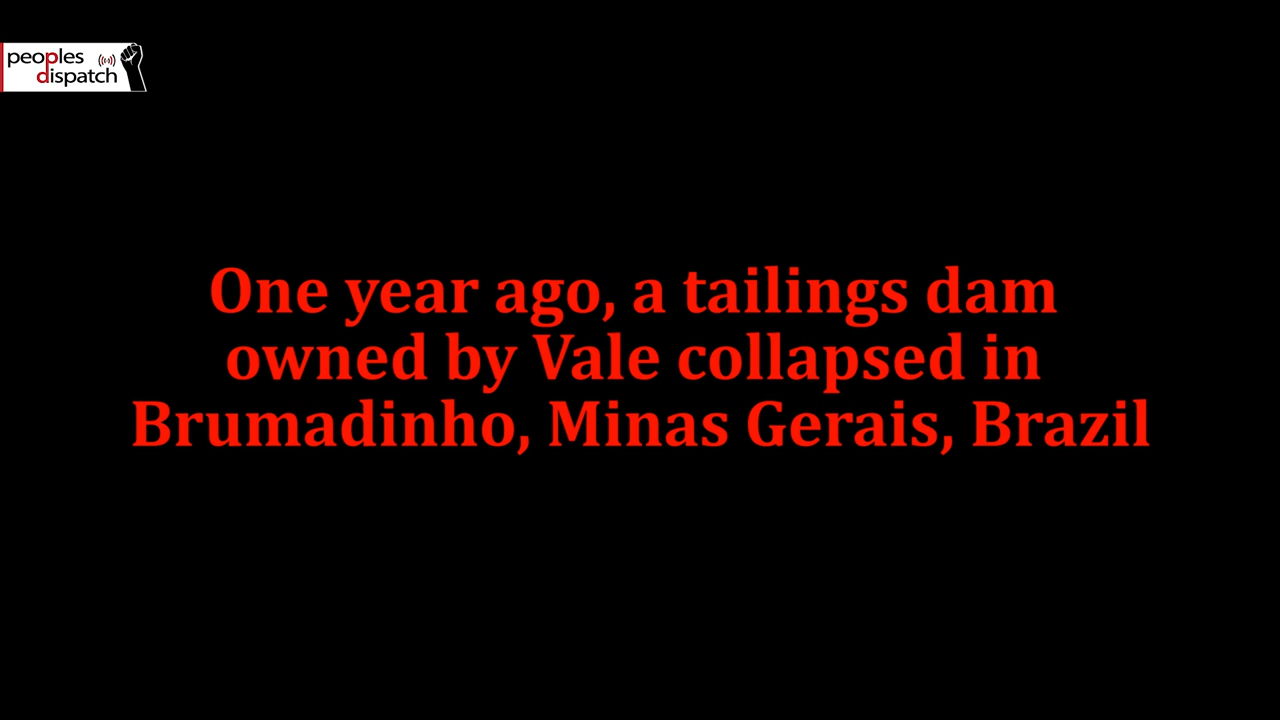 peoples
dispatch
One year ago, a tailings dam
owned by Vale collapsed in
Brumadinho, Minas Gerais, Brazil